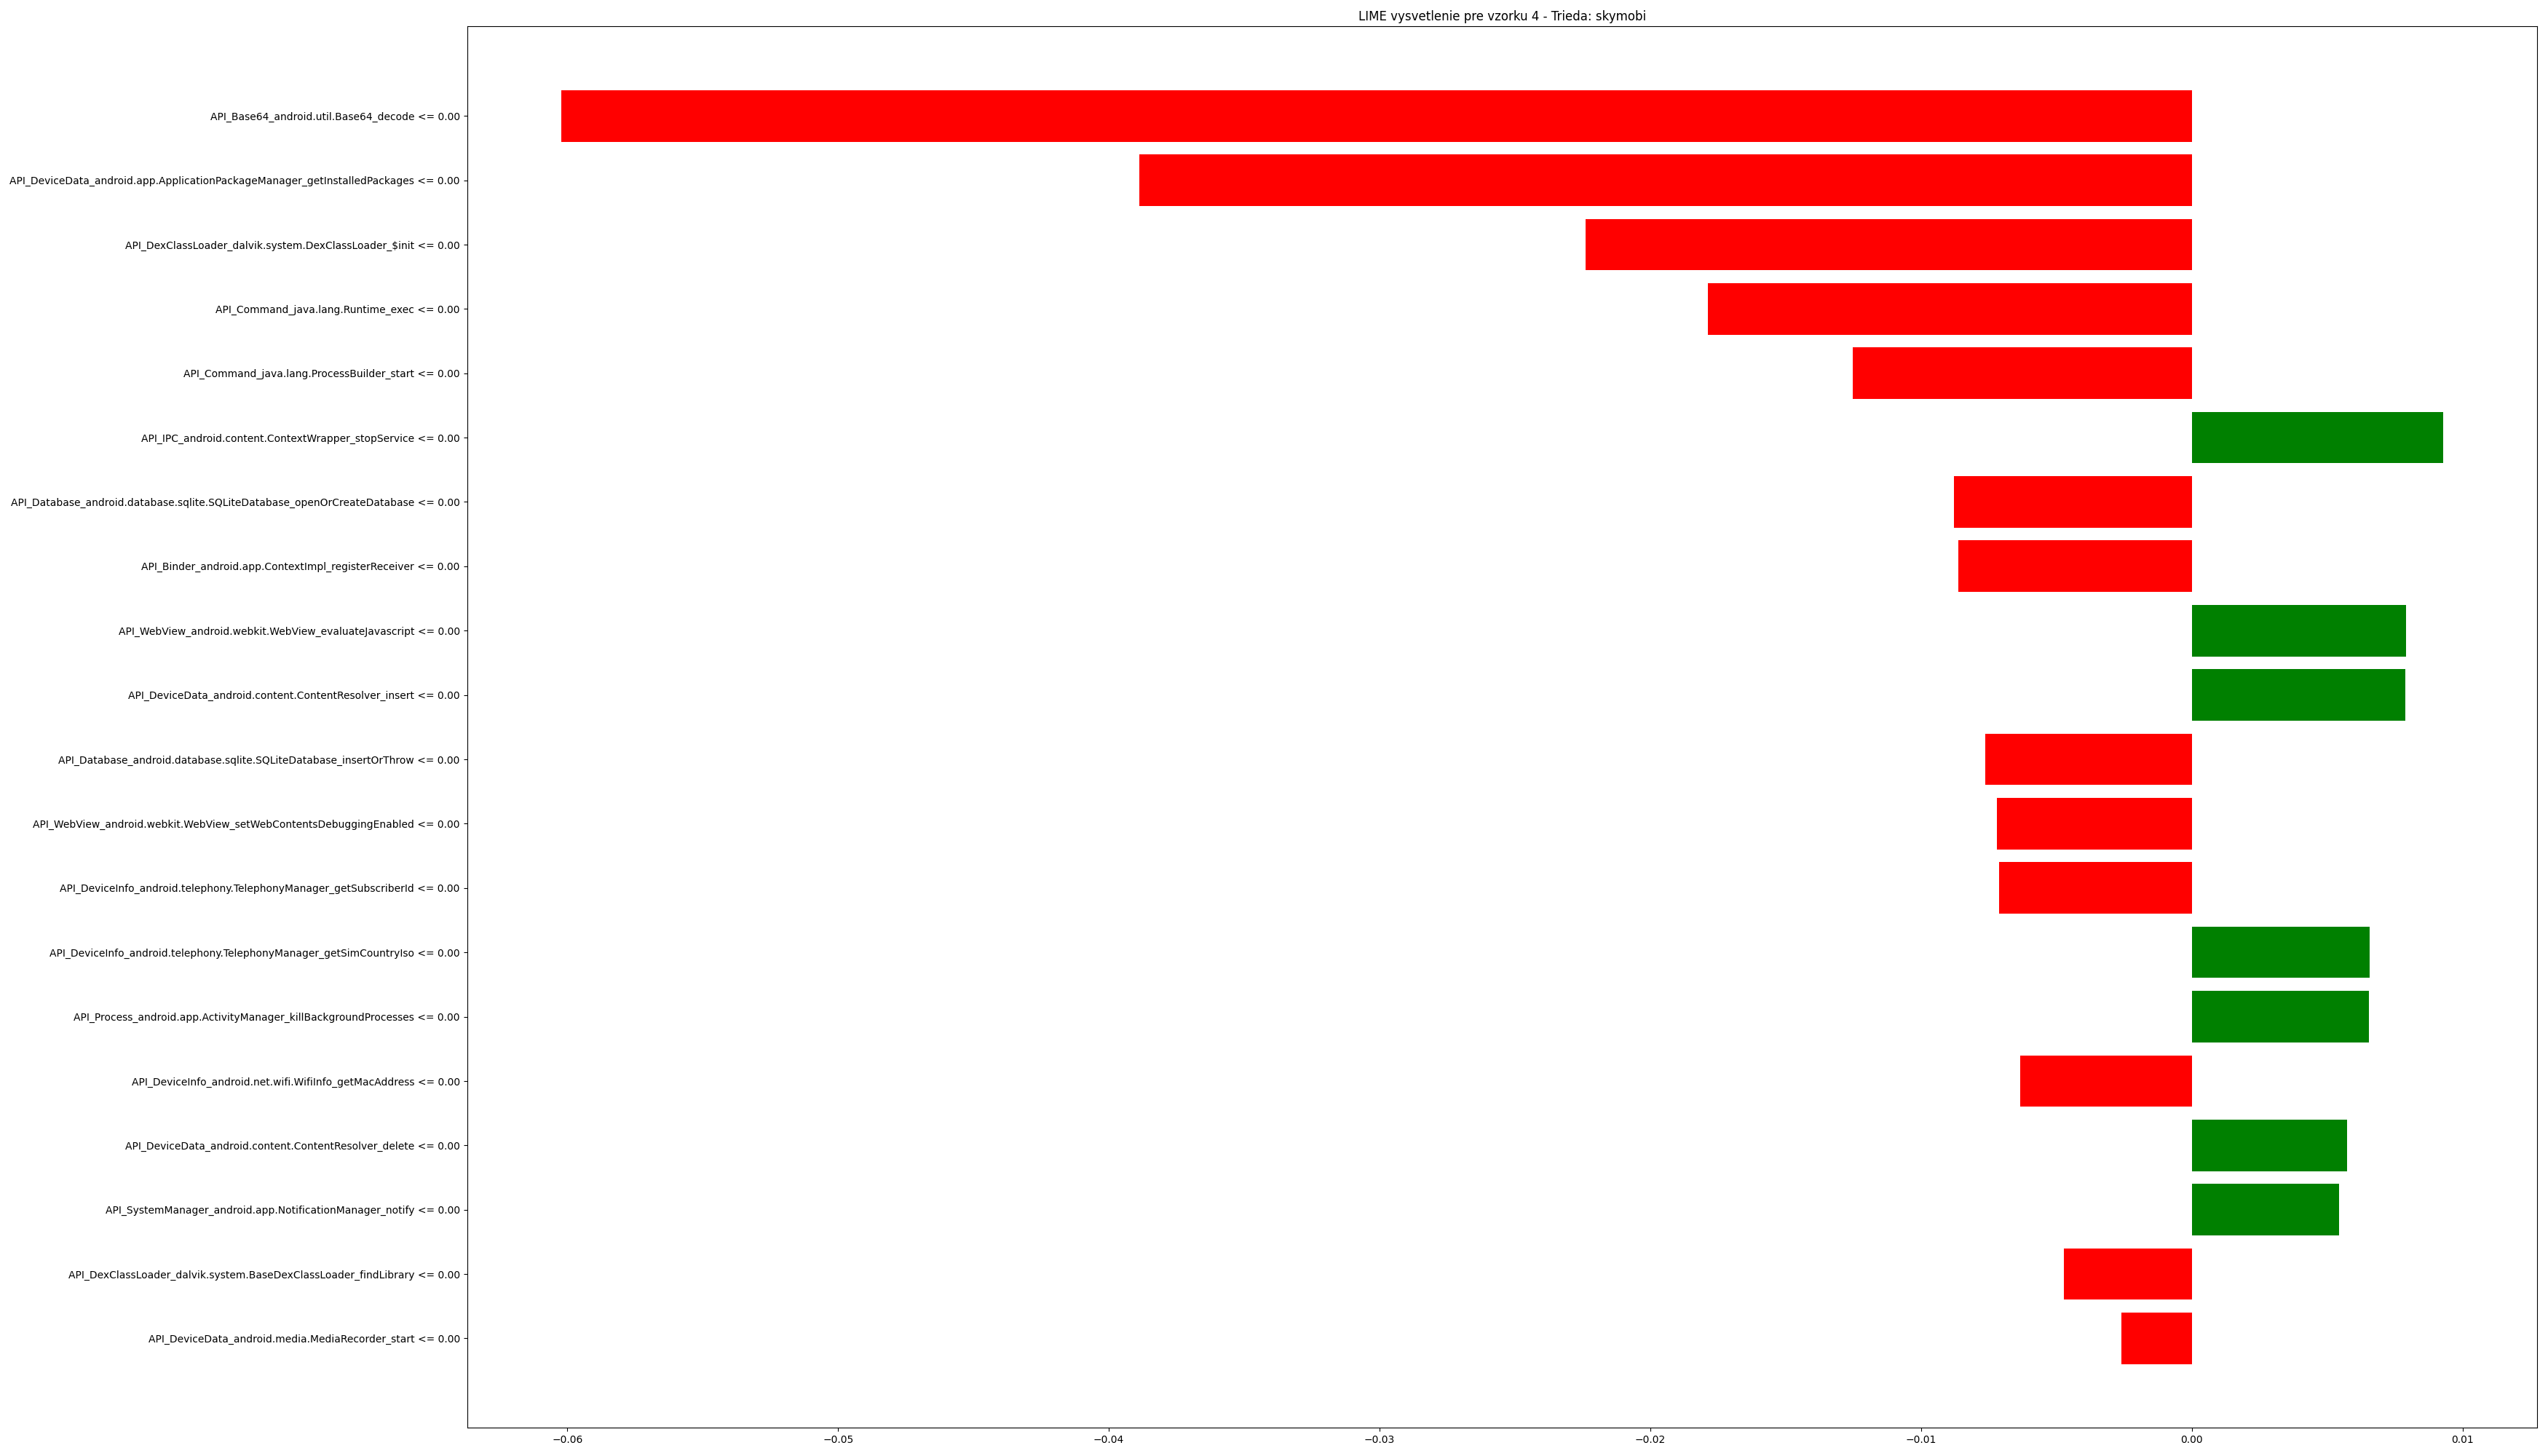 LIME vysvetlenie pre vzorku 4 - Trieda: skymobi
API_Base64_android.util.Base64_decode <= 0.00
API_DeviceData_android.app.ApplicationPackageManager_getInstalledPackages <= 0.00
API_DexClassLoader_dalvik.system.DexClassLoader_$init <= 0.00
API_Command_java.lang.Runtime_exec <= 0.00
API_Command_java.lang.ProcessBuilder_start <= 0.00
API_IPC_android.content.ContextWrapper_stopService <= 0.00
API_Database_android.database.sqlite.SQLiteDatabase_openOrCreateDatabase <= 0.00
API_Binder_android.app.ContextImpl_registerReceiver <= 0.00
API_WebView_android.webkit.WebView_evaluateJavascript <= 0.00
API_DeviceData_android.content.ContentResolver_insert <= 0.00
API_Database_android.database.sqlite.SQLiteDatabase_insertOrThrow <= 0.00
API_WebView_android.webkit.WebView_setWebContentsDebuggingEnabled <= 0.00
API_DeviceInfo_android.telephony.TelephonyManager_getSubscriberId <= 0.00
API_DeviceInfo_android.telephony.TelephonyManager_getSimCountryIso <= 0.00
API_Process_android.app.ActivityManager_killBackgroundProcesses <= 0.00
API_DeviceInfo_android.net.wifi.WifiInfo_getMacAddress <= 0.00
API_DeviceData_android.content.ContentResolver_delete <= 0.00
API_SystemManager_android.app.NotificationManager_notify <= 0.00
API_DexClassLoader_dalvik.system.BaseDexClassLoader_findLibrary <= 0.00
API_DeviceData_android.media.MediaRecorder_start <= 0.00
−0.06 −0.05 −0.04 −0.03 −0.02 −0.01 0.00 0.01